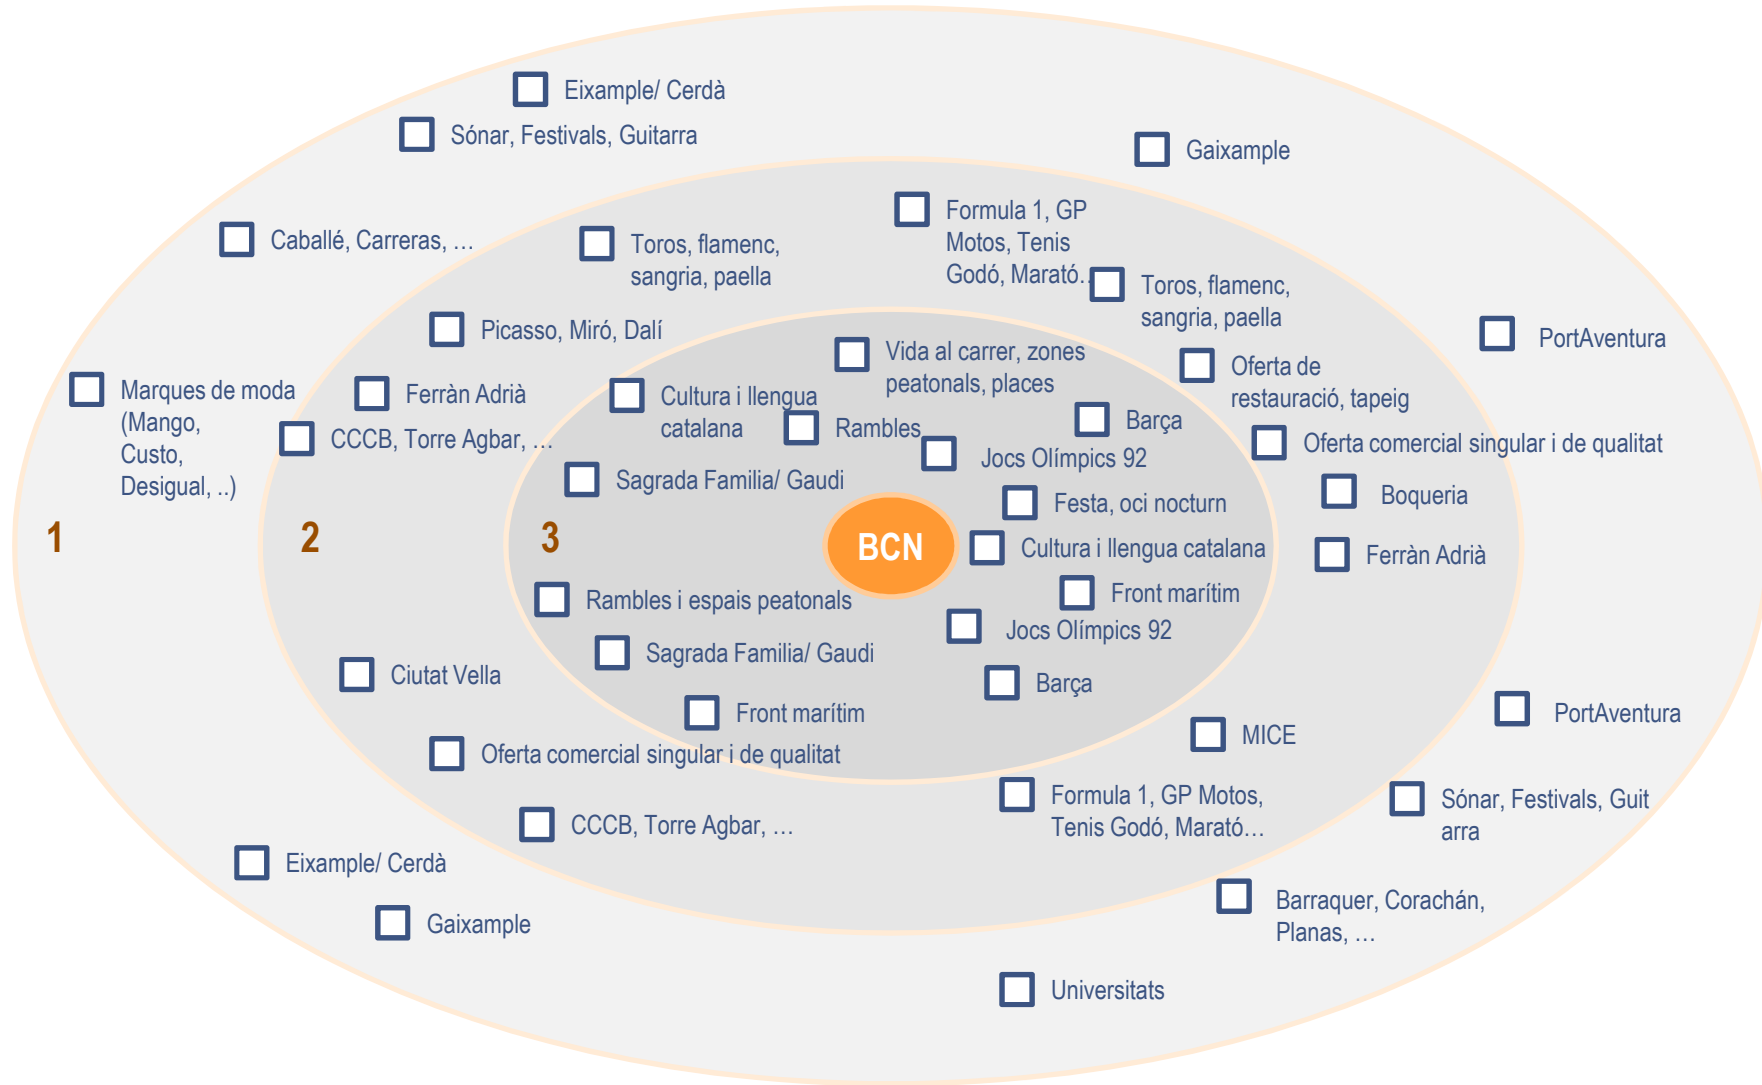 Eixample/ Cerdà
Sónar, Festivals, Guitarra
Gaixample
Caballé, Carreras, …
Toros, flamenc,
sangria, paella
Formula 1, GP
Motos, Tenis
Godó, Marató…
Toros, flamenc,
sangria, paella
Picasso, Miró, Dalí
PortAventura
Vida al carrer, zones
peatonals, places
Oferta de
restauració, tapeig
Marques de moda
(Mango,
Custo,
Desigual, ..)
Ferràn Adrià
Cultura i llengua
catalana
Rambles
Barça
CCCB, Torre Agbar, …
Jocs Olímpics 92
Oferta comercial singular i de qualitat
Sagrada Familia/ Gaudi
Festa, oci nocturn
Boqueria
1
2
3
BCN
Cultura i llengua catalana
Ferràn Adrià
Rambles i espais peatonals
Front marítim
Jocs Olímpics 92
Sagrada Familia/ Gaudi
Ciutat Vella
Barça
Front marítim
PortAventura
MICE
Oferta comercial singular i de qualitat
Formula 1, GP Motos,
Tenis Godó, Marató…
Sónar, Festivals, Guit
arra
CCCB, Torre Agbar, …
Eixample/ Cerdà
Barraquer, Corachán,
Planas, …
Gaixample
Universitats